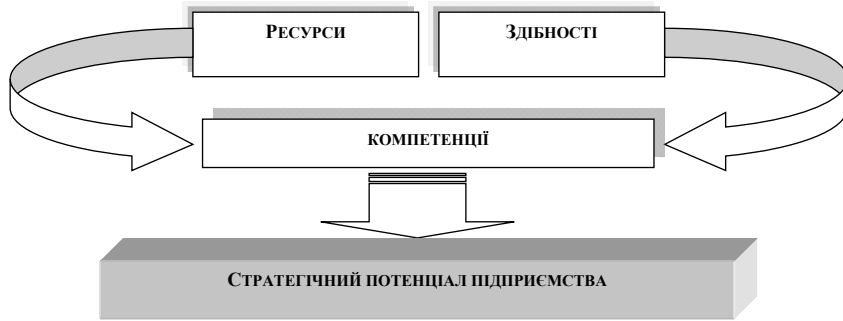 РЕСУРСИ
ЗДІБНОСТІ
КОМПЕТЕНЦІЇ
СТРАТЕГІЧНИЙ ПОТЕНЦІАЛ ПІДПРИЄМСТВА